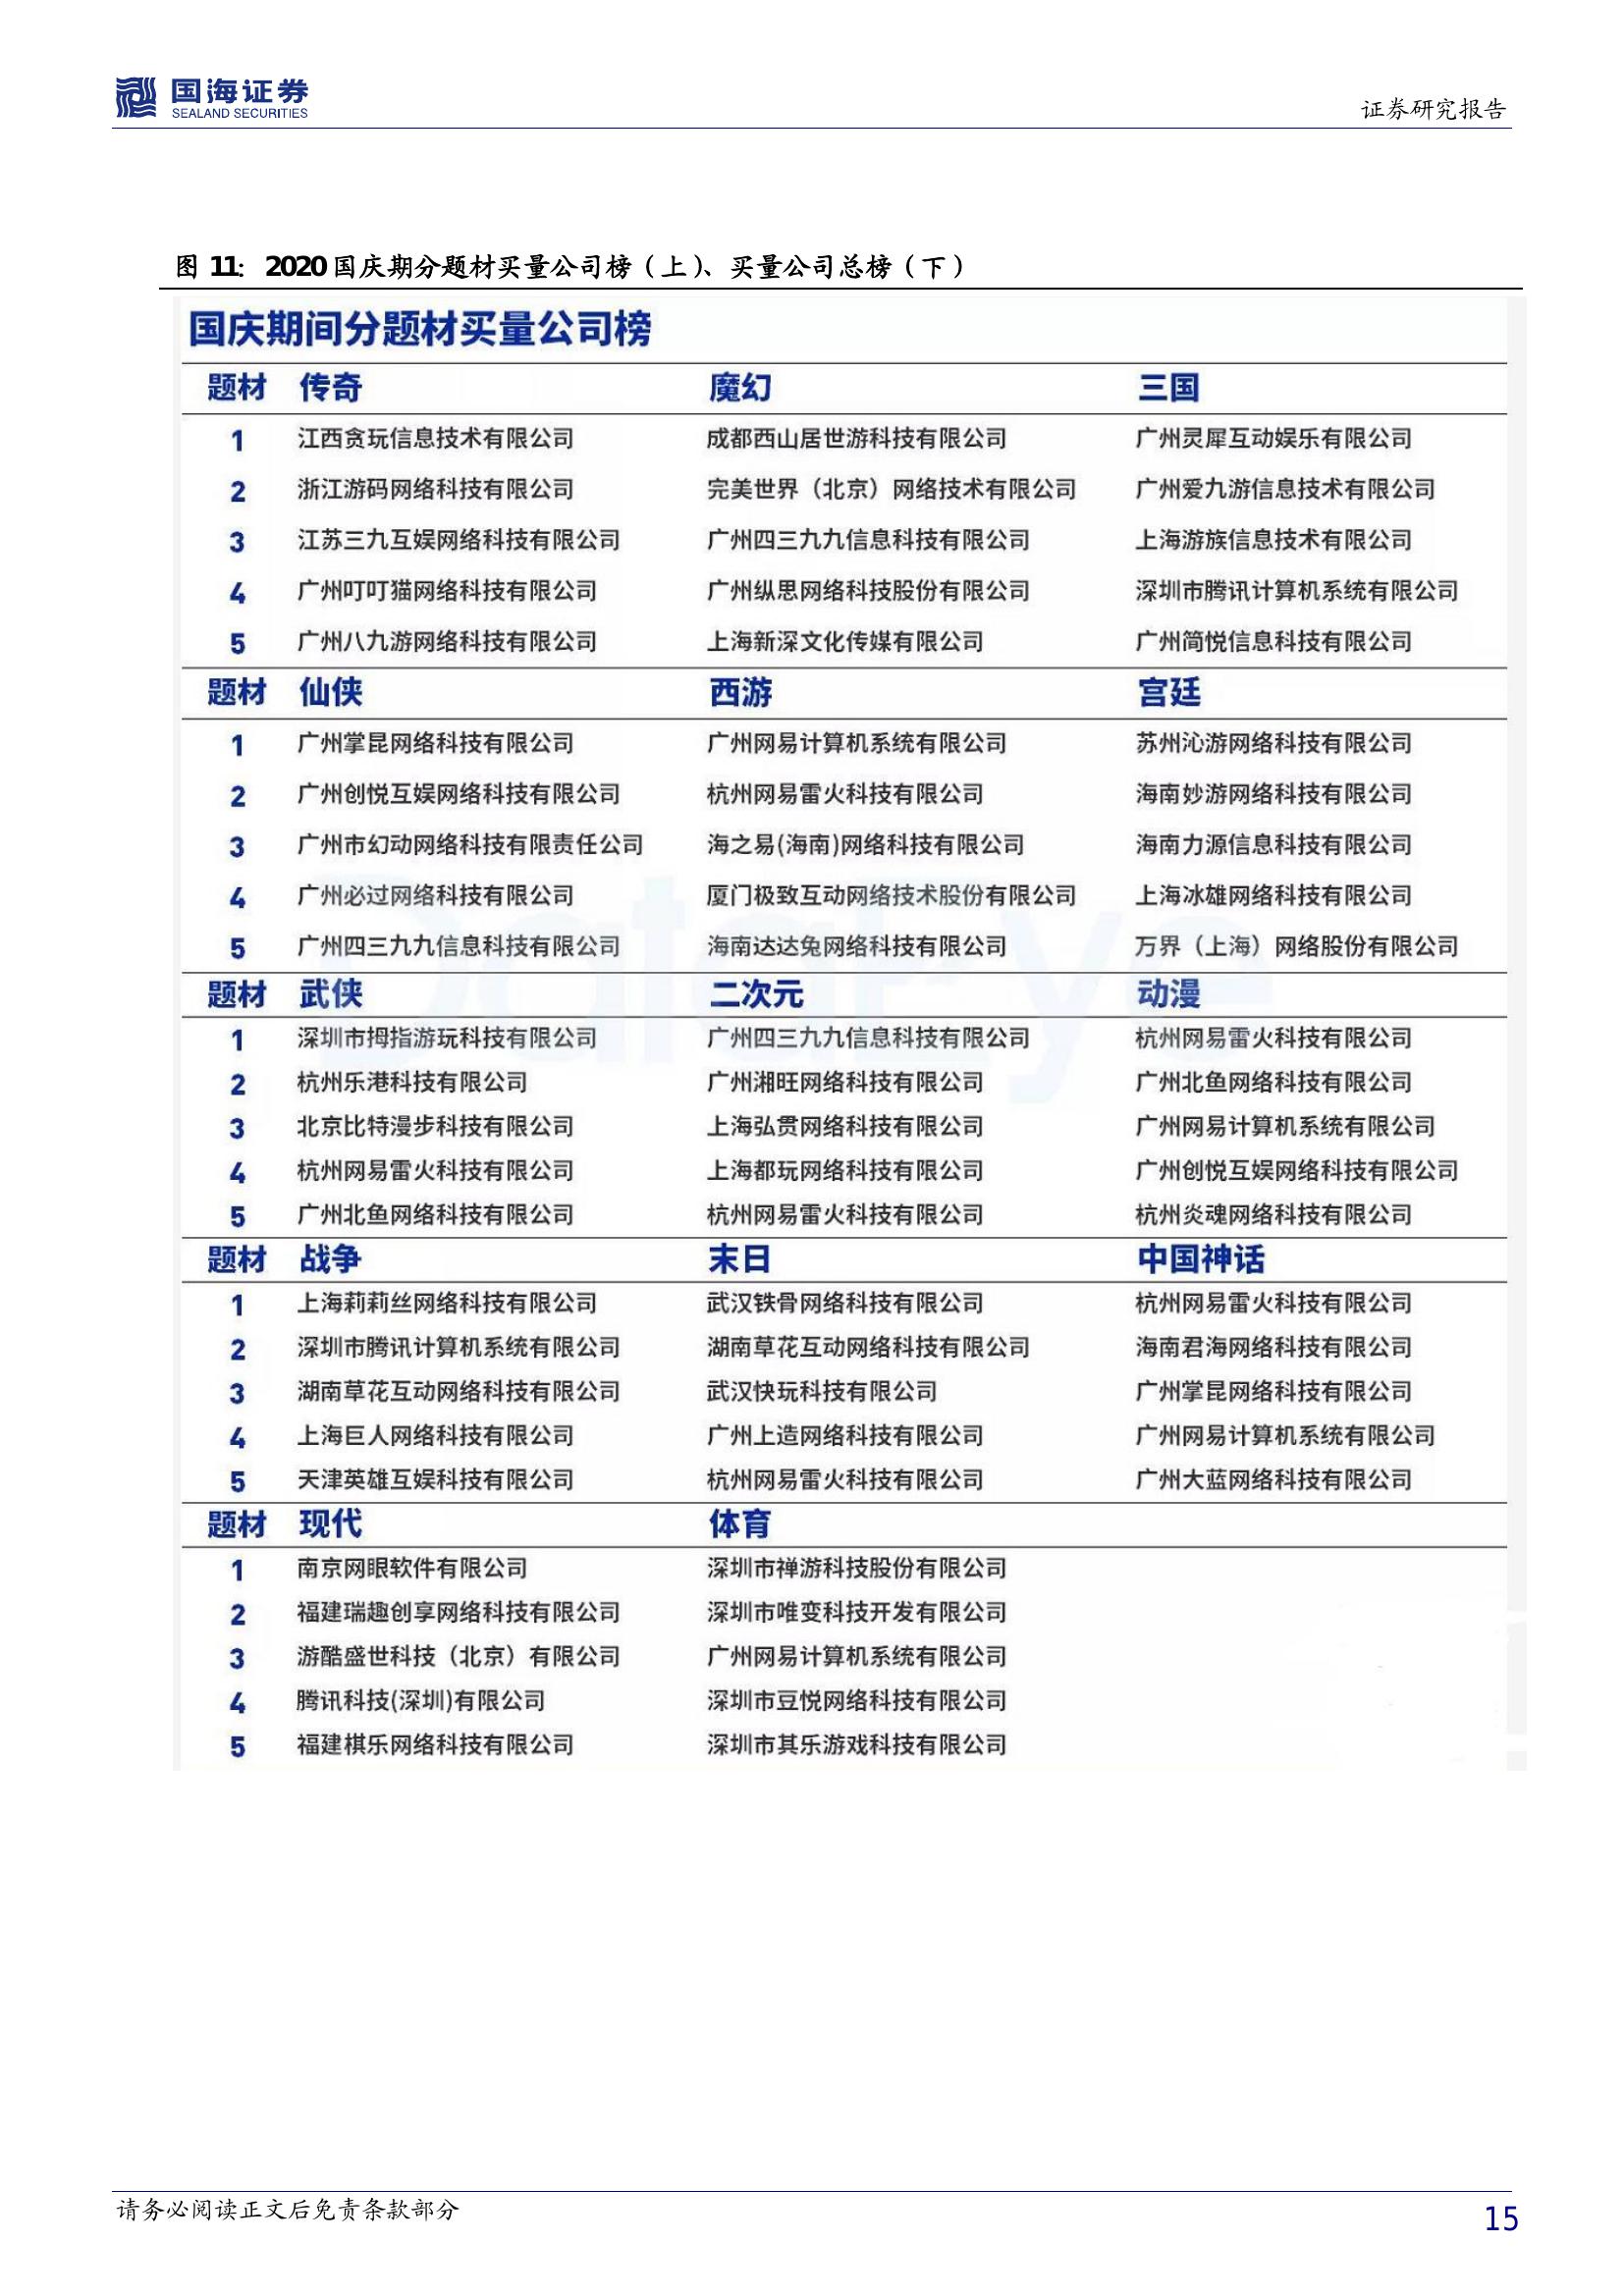 国海证券
SEALAND SECURITIES
证券研究报告
图 11: 2020 国庆期分题材买量公司榜（上）、买量公司总榜（下）
国庆期间分题材买量公司榜
题材 传奇 魔幻 三国
1 江西贪玩信息技术有限公司 成都西山居世游科技有限公司 广州灵犀互动娱乐有限公司
2 浙江游码网络科技有限公司 完美世界（北京）网络技术有限公司 广州爱九游信息技术有限公司
3 江苏三九互娱网络科技有限公司 广州四三九九信息科技有限公司 上海游族信息技术有限公司
4 广州叮叮猫网络科技有限公司 广州纵思网络科技股份有限公司 深圳市腾讯计算机系统有限公司
5 广州八九游网络科技有限公司 上海新深文化传媒有限公司 广州简悦信息科技有限公司
题材 仙侠 西游 宫廷
1 广州掌昆网络科技有限公司 广州网易计算机系统有限公司 苏州沁游网络科技有限公司
2 广州创悦互娱网络科技有限公司 杭州网易雷火科技有限公司 海南妙游网络科技有限公司
3 广州市幻动网络科技有限责任公司 海之易(海南)网络科技有限公司 海南力源信息科技有限公司
4 广州必过网络科技有限公司 厦门极致互动网络技术股份有限公司 上海冰雄网络科技有限公司
5 广州四三九九信息科技有限公司 海南达达兔网络科技有限公司 万界（上海）网络股份有限公司
题材 武侠 二次元 动漫
1 深圳市拇指游玩科技有限公司 广州四三九九信息科技有限公司 杭州网易雷火科技有限公司
2 杭州乐港科技有限公司 广州湘旺网络科技有限公司 广州北鱼网络科技有限公司
3 北京比特漫步科技有限公司 上海弘贯网络科技有限公司 广州网易计算机系统有限公司
4 杭州网易雷火科技有限公司 上海都玩网络科技有限公司 广州创悦互娱网络科技有限公司
5 广州北鱼网络科技有限公司 杭州网易雷火科技有限公司 杭州炎魂网络科技有限公司
题材 战争 末日 中国神话
1 上海莉莉丝网络科技有限公司 武汉铁骨网络科技有限公司 杭州网易雷火科技有限公司
2 深圳市腾讯计算机系统有限公司 湖南草花互动网络科技有限公司 海南君海网络科技有限公司
3 湖南草花互动网络科技有限公司 武汉快玩科技有限公司 广州掌昆网络科技有限公司
4 上海巨人网络科技有限公司 广州上造网络科技有限公司 广州网易计算机系统有限公司
5 天津英雄互娱科技有限公司 杭州网易雷火科技有限公司 广州大蓝网络科技有限公司
题材 现代 体育
1 南京网眼软件有限公司 深圳市禅游科技股份有限公司
2 福建瑞趣创享网络科技有限公司 深圳市唯变科技开发有限公司
3 游酷盛世科技（北京）有限公司 广州网易计算机系统有限公司
4 腾讯科技(深圳)有限公司 深圳市豆悦网络科技有限公司
5 福建棋乐网络科技有限公司 深圳市其乐游戏科技有限公司
DataEye
请务必阅读正文后免责条款部分
15